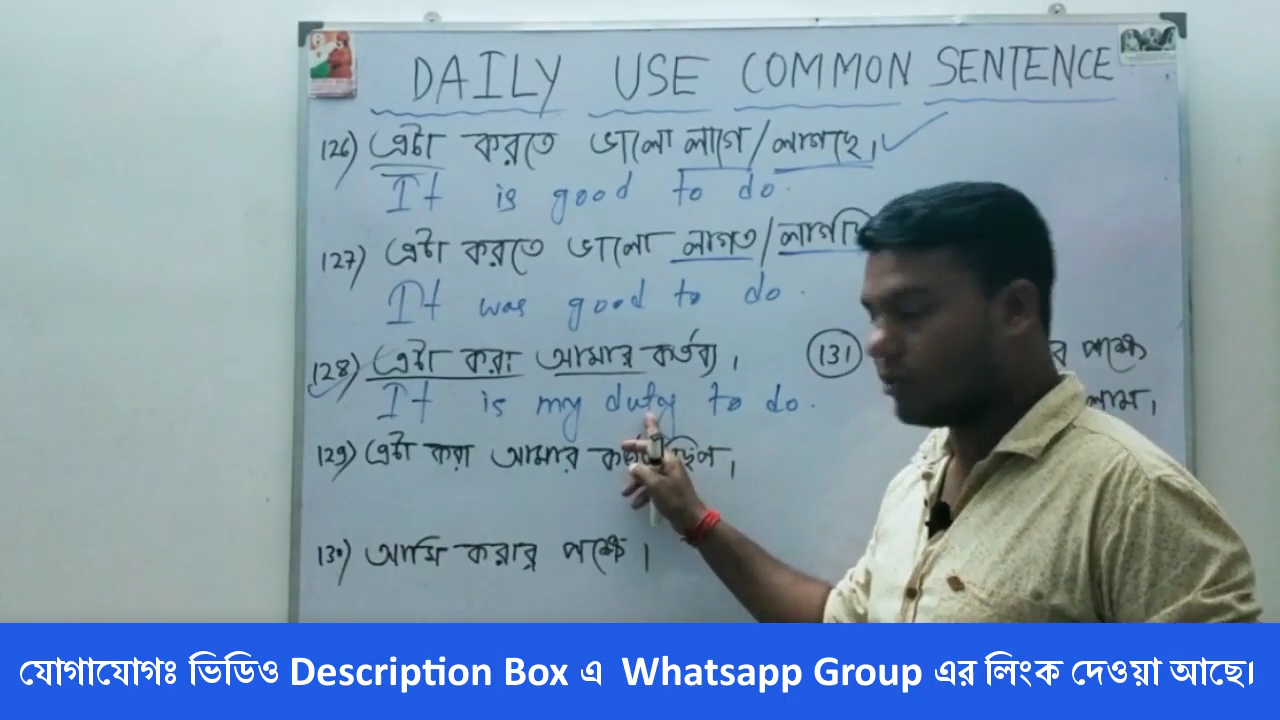 DAILY USE COMMON SENTENCE
126) এটা করতে ভালো লাগে/লাগছে।
It is good to do.
127) এটা করতে ভালো লাগত/
It was good to do.
128) এটা করা আমার কর্তব্য।
It is my duty to do.
129) এটা করা আমার ছিল।
130) আমি করার পক্ষে।
131 পক্ষে
যোগাযোগঃ ভিডিও Description Box এ Whatsapp Group এর লিংক দেওয়া আছে।